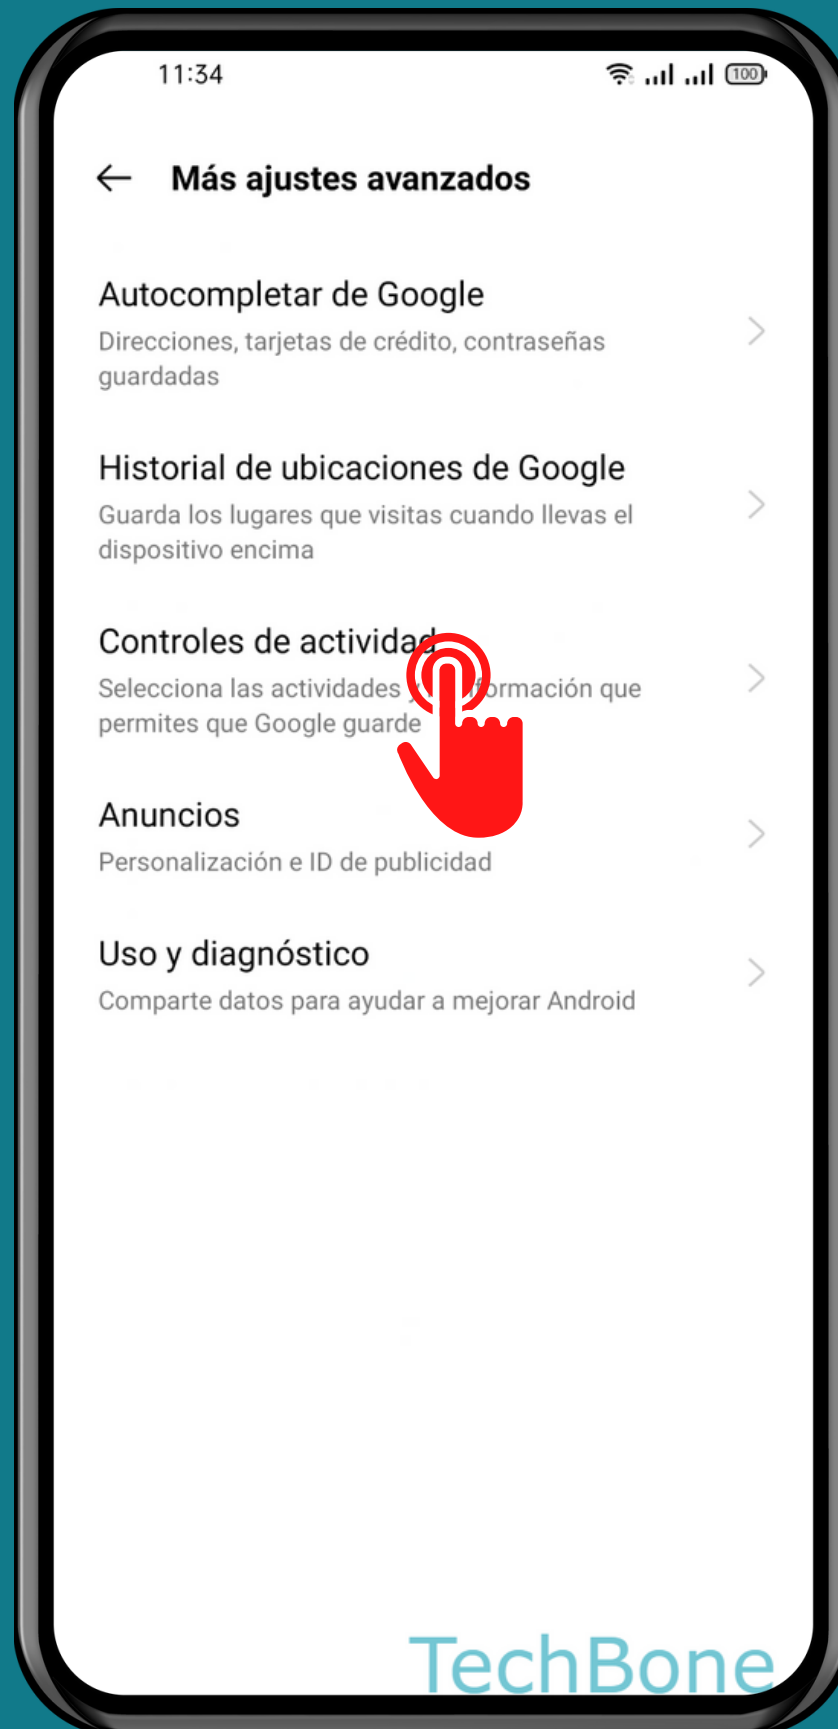 11:34
100
Más ajustes avanzados
Autocompletar de Google
Direcciones, tarjetas de crédito, contraseñas
guardadas
Historial de ubicaciones de Google
Guarda los lugares que visitas cuando llevas el
dispositivo encima
Controles de actividad
Selecciona las actividades y que
permites que Google guarde
Anuncios
Personalización e ID de publicidad
Uso y diagnóstico
Comparte datos para ayudar a mejorar Android
TechBone